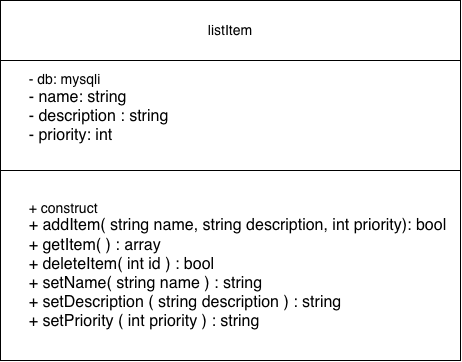 listItem
- db: mysqli
- name: string
- description : string
- priority: int
+ construct
+ addItem( string name, string description, int priority): bool
+ getItem( ) : array
+ deleteItem( int id ) : bool
+ setName( string name ) : string
+ setDescription ( string description ) : string
+ setPriority ( int priority ) : string